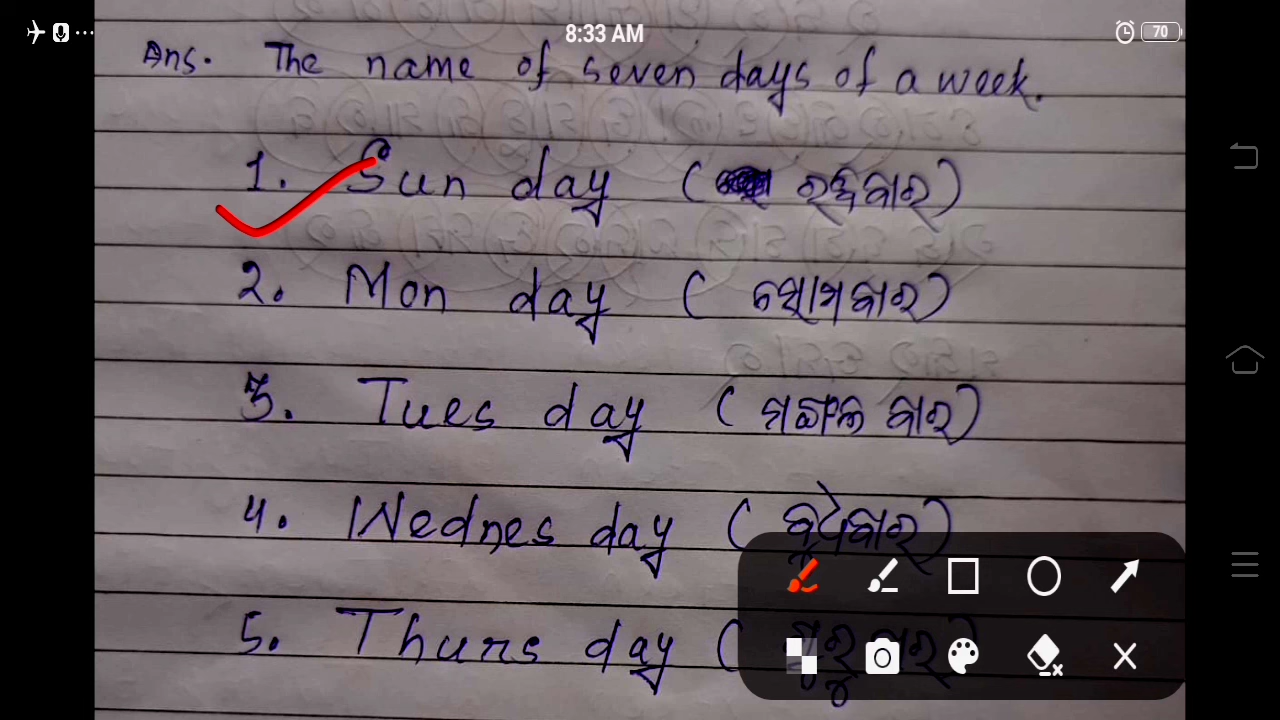 8:33 AM
70
Ans. The name of seven days of a week.
1. Sun day ( ରବିବାର)
2. Mon day ( ସୋମବାର)
3. Tues day ( ମଙ୍ଗଳ ବାର)
4. Wednes day ( ବୁଧବାର)
5. Thurs day ( ଗୁରୁବାର)